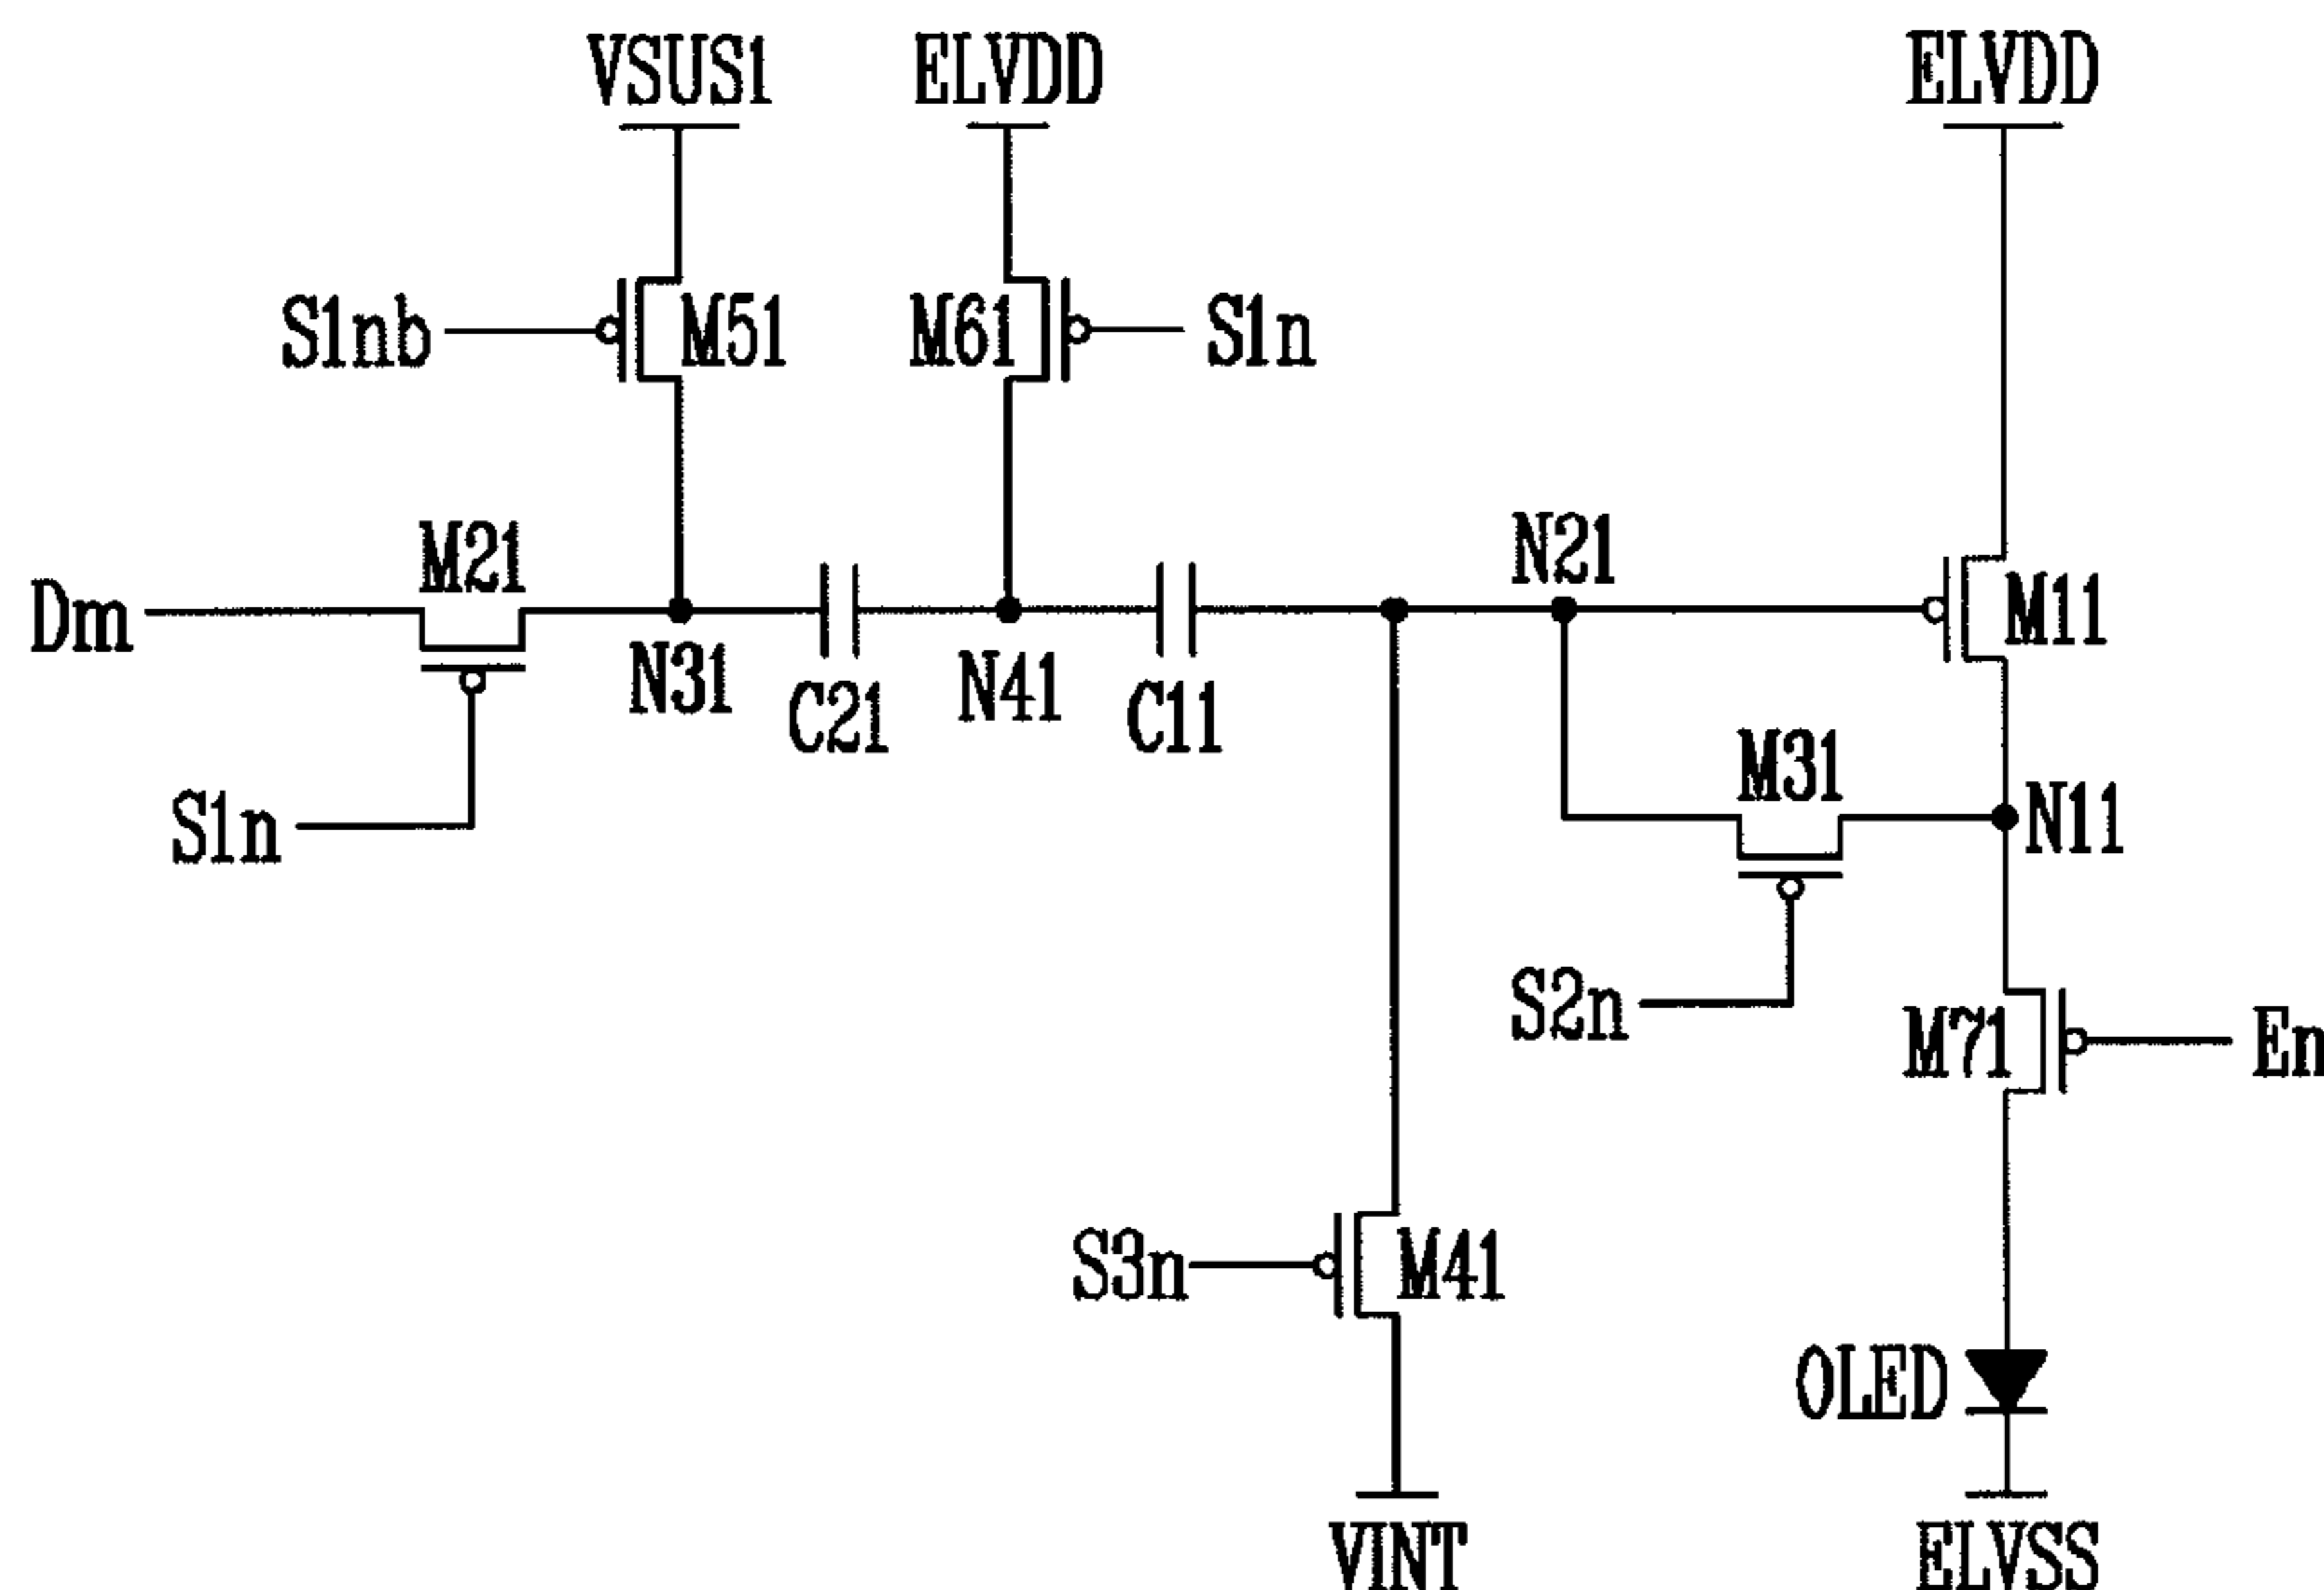 VSUS1
ELVDD
ELVDD
S1nb
M51
M61
S1n
M21
N21
Dm
M11
N31
N41
C21
C11
M31
S1n
N11
S2n
M71
En
S3n
M41
OLED
VINT
ELVSS